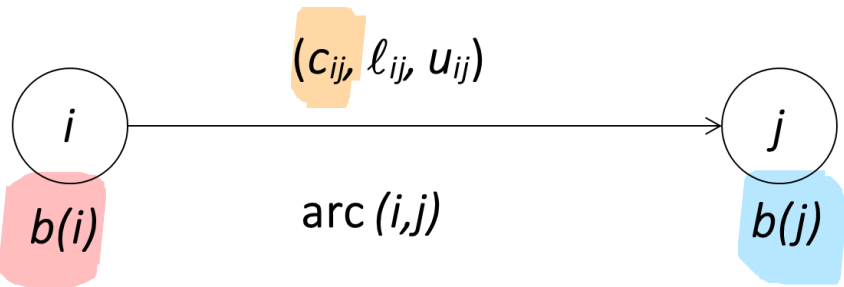 (cij, ℓij, uij)
i
j
b(i)
arc (i,j)
b(j)